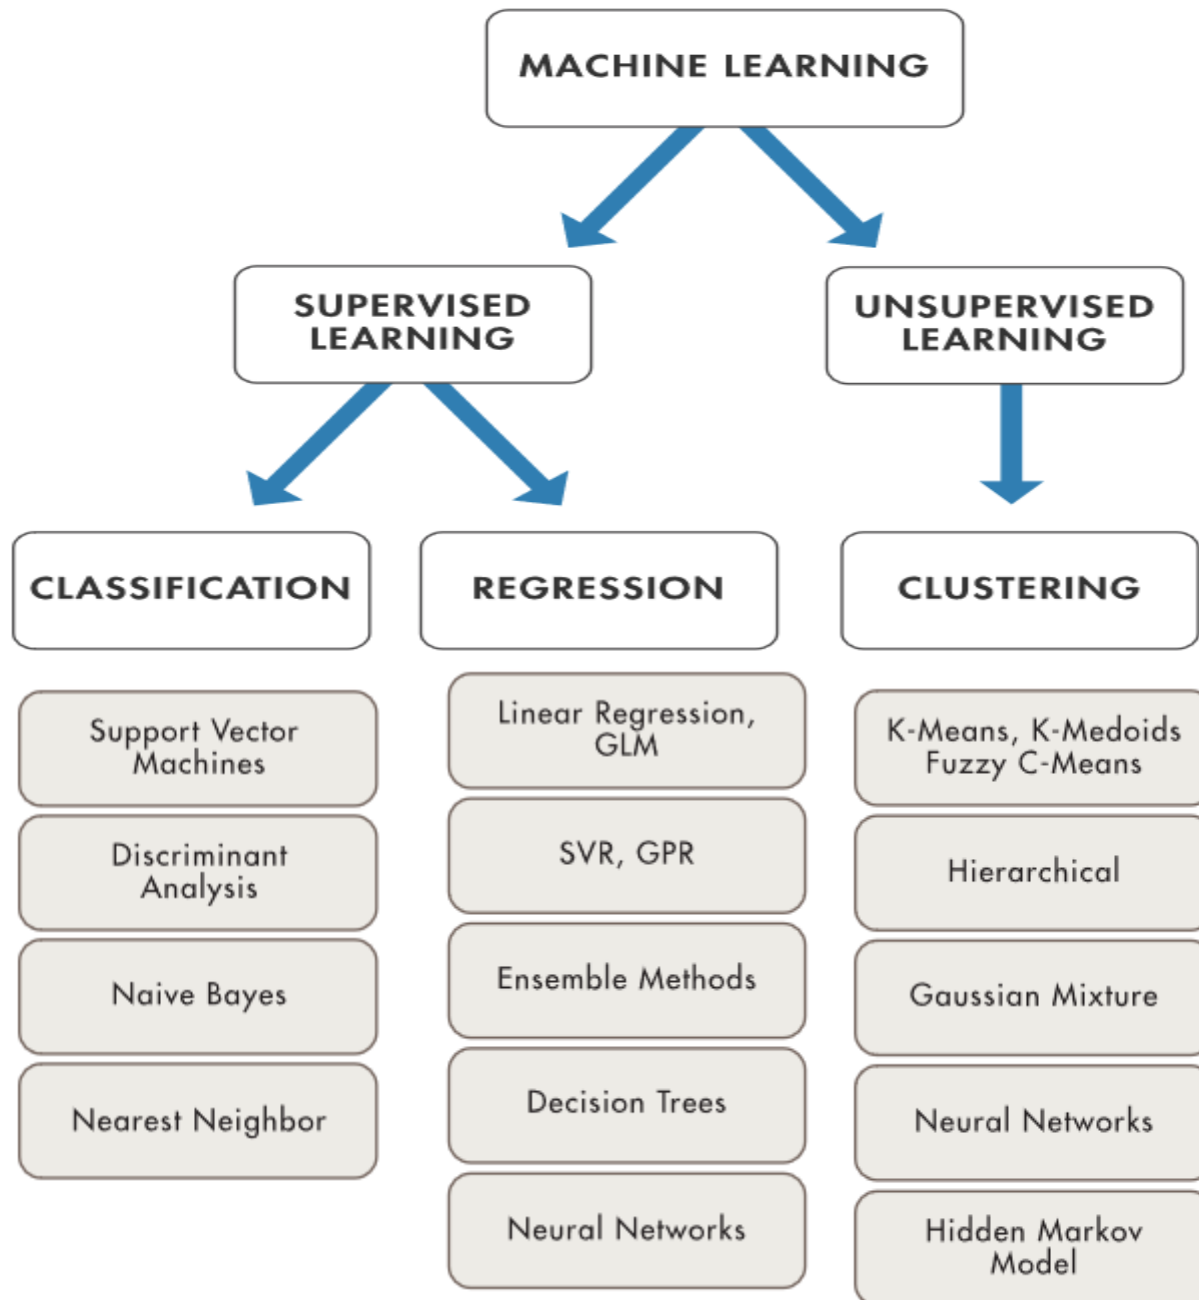 MACHINE LEARNING
SUPERVISED
LEARNING
UNSUPERVISED
LEARNING
CLASSIFICATION
REGRESSION
CLUSTERING
Support Vector
Machines
Discriminant
Analysis
Naive Bayes
Nearest Neighbor
Linear Regression,
GLM
SVR, GPR
Ensemble Methods
Decision Trees
Neural Networks
K-Means, K-Medoids
Fuzzy C-Means
Hierarchical
Gaussian Mixture
Neural Networks
Hidden Markov
Model